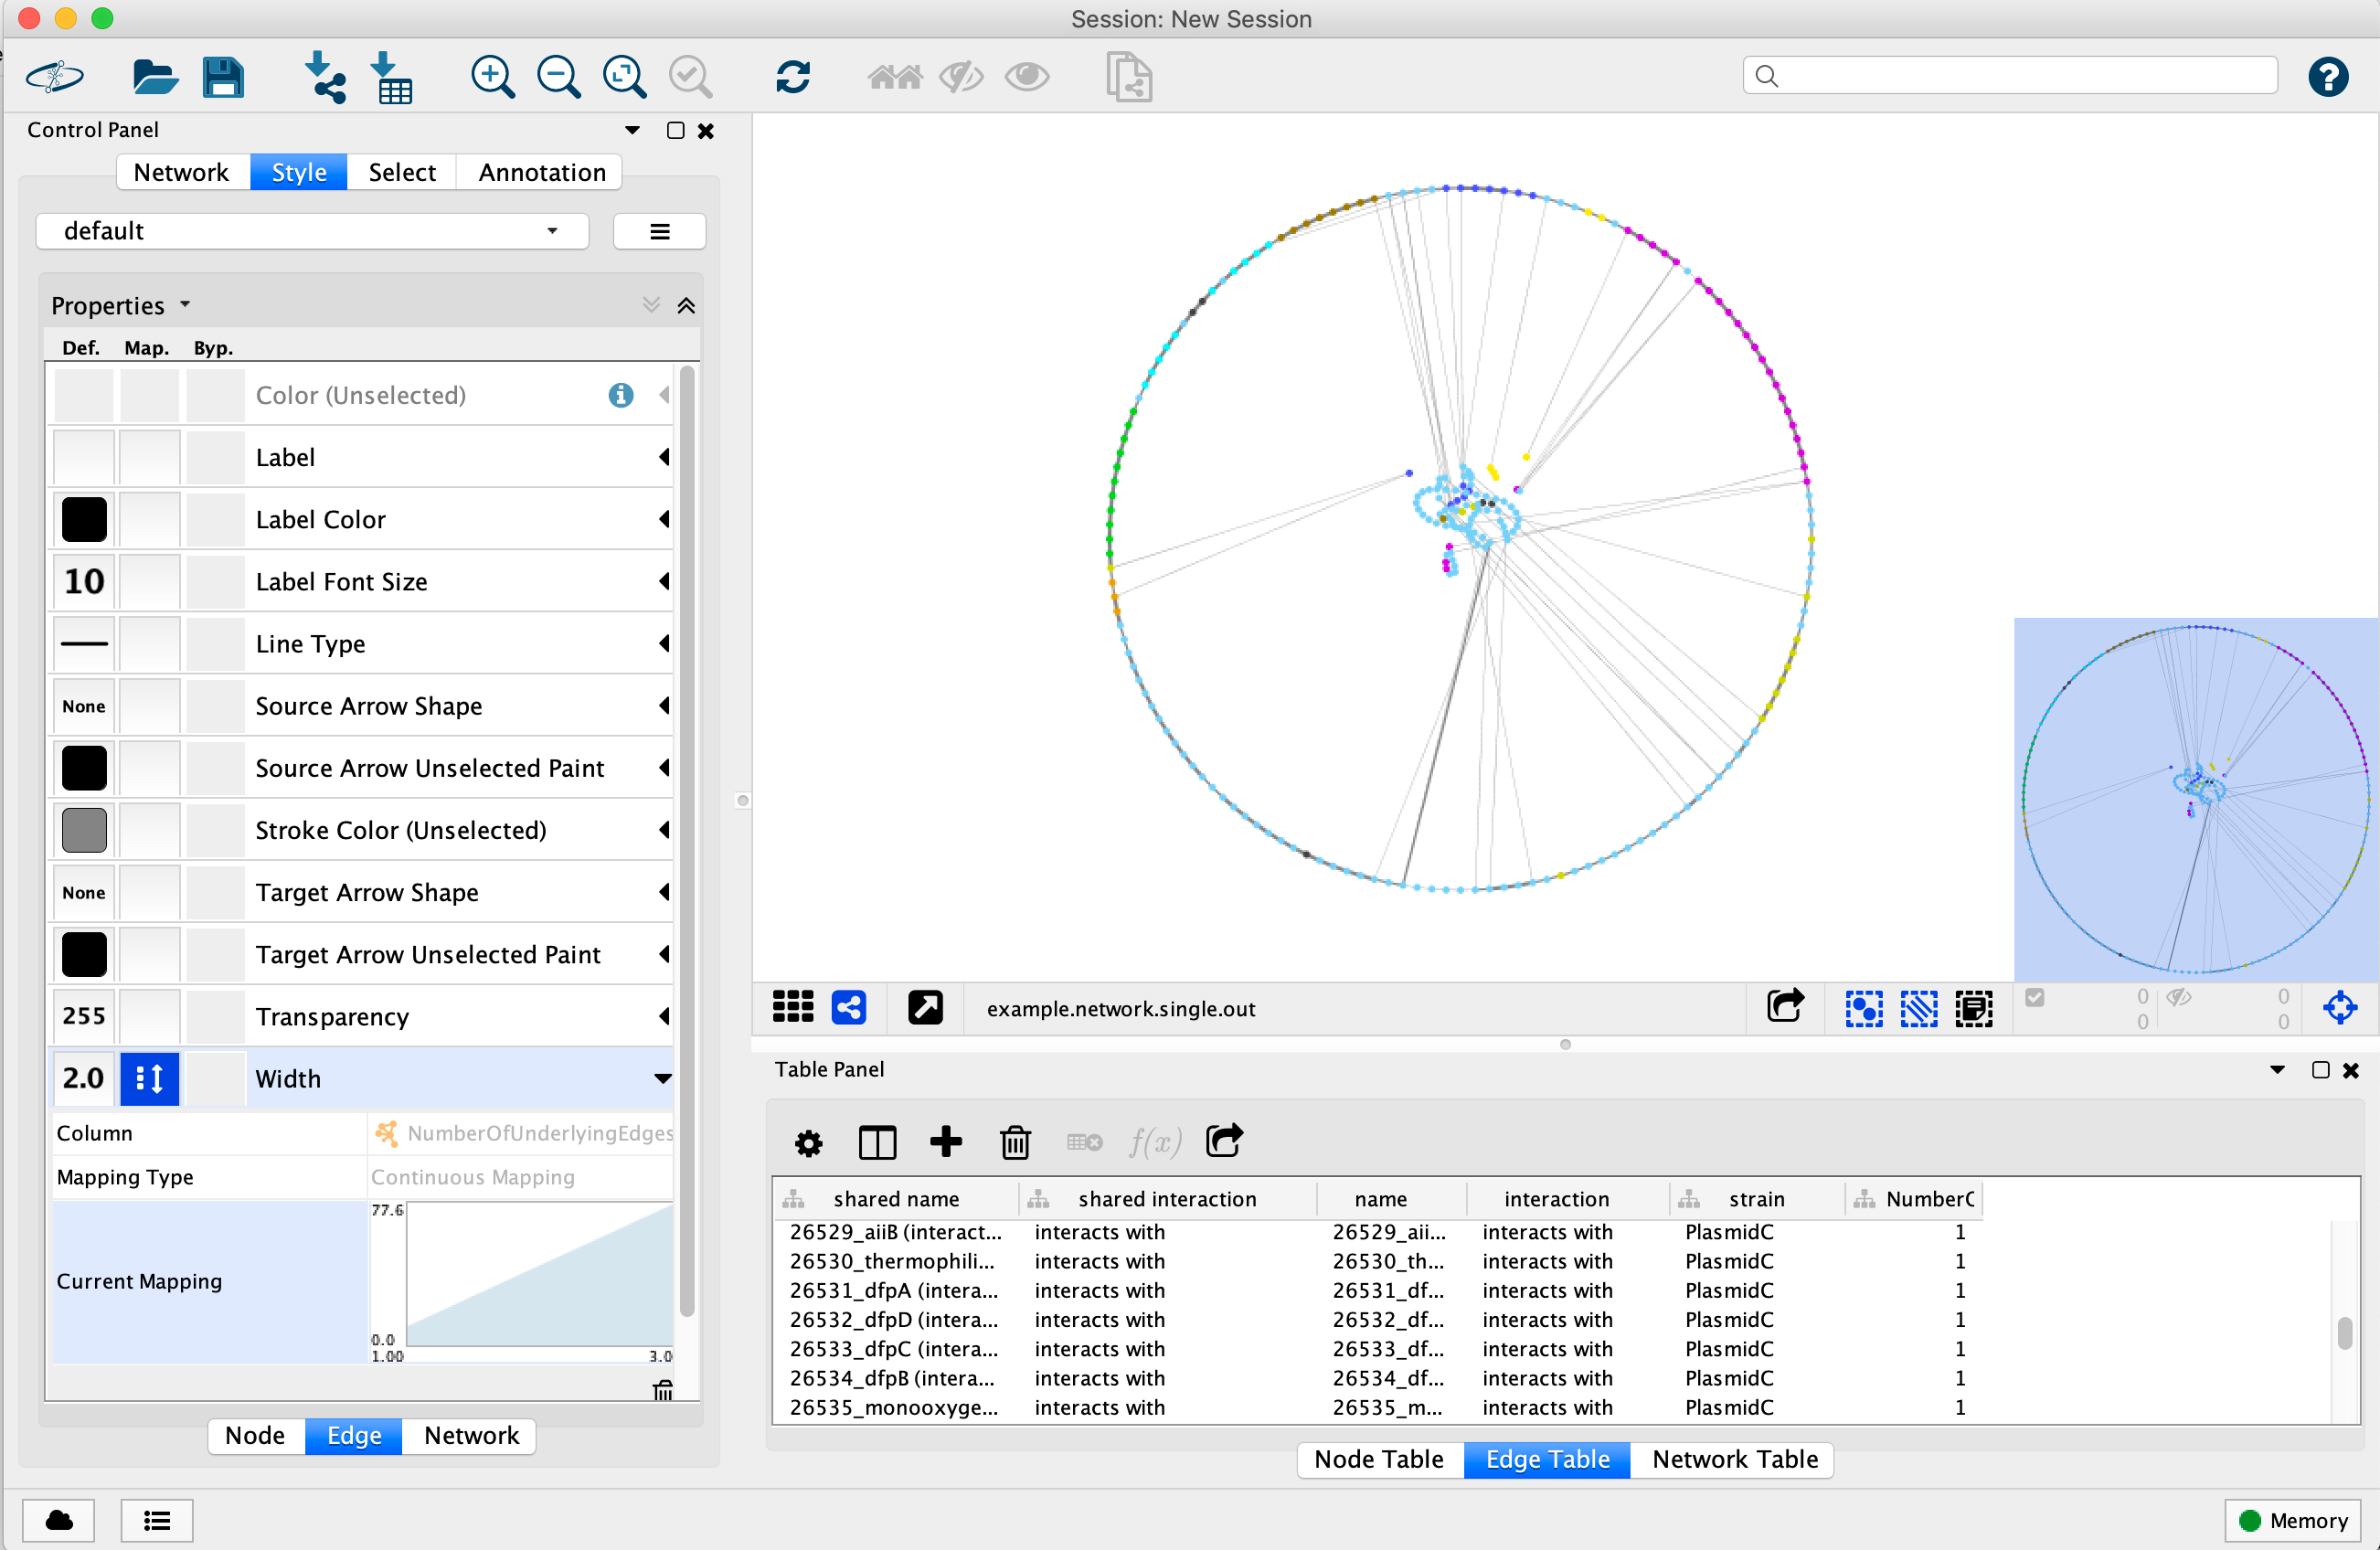 Session: New Session
Control Panel
Network Style Select Annotation
default
Properties
Def. Map. Byp.
Color (Unselected)
Label
Label Color
10 Label Font Size
Line Type
None Source Arrow Shape
Source Arrow Unselected Paint
Stroke Color (Unselected)
None Target Arrow Shape
Target Arrow Unselected Paint
255 Transparency
2.0 Width
Column NumberOfUnderlyingEdges
Mapping Type Continuous Mapping
77.6
Current Mapping
0.0
1.00 3.0
Node Edge Network
example.network.single.out
0 0
0 0
Table Panel
f(x)
shared name shared interaction name interaction strain NumberC
26529_aiiB (interact... interacts with 26529_aii... interacts with PlasmidC 1
26530_thermophili... interacts with 26530_th... interacts with PlasmidC 1
26531_dfpA (intera... interacts with 26531_df... interacts with PlasmidC 1
26532_dfpD (intera... interacts with 26532_df... interacts with PlasmidC 1
26533_dfpC (intera... interacts with 26533_df... interacts with PlasmidC 1
26534_dfpB (intera... interacts with 26534_df... interacts with PlasmidC 1
26535_monooxyge... interacts with 26535_m... interacts with PlasmidC 1
Node Table Edge Table Network Table
Memory